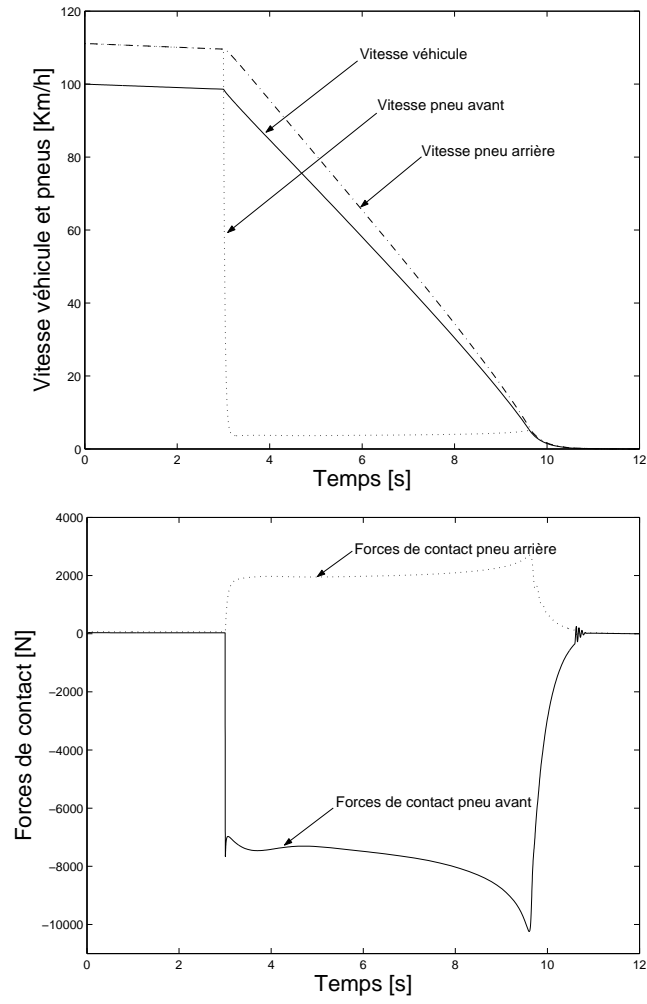 120
100
80
60
40
20
0
0 2 4 6 8 10 12
Vitesse véhicule et pneus [Km/h]
Temps [s]
Vitesse véhicule
Vitesse pneu avant
Vitesse pneu arrière
4000
2000
0
−2000
−4000
−6000
−8000
−10000
0 2 4 6 8 10 12
Forces de contact [N]
Temps [s]
Forces de contact pneu arrière
Forces de contact pneu avant